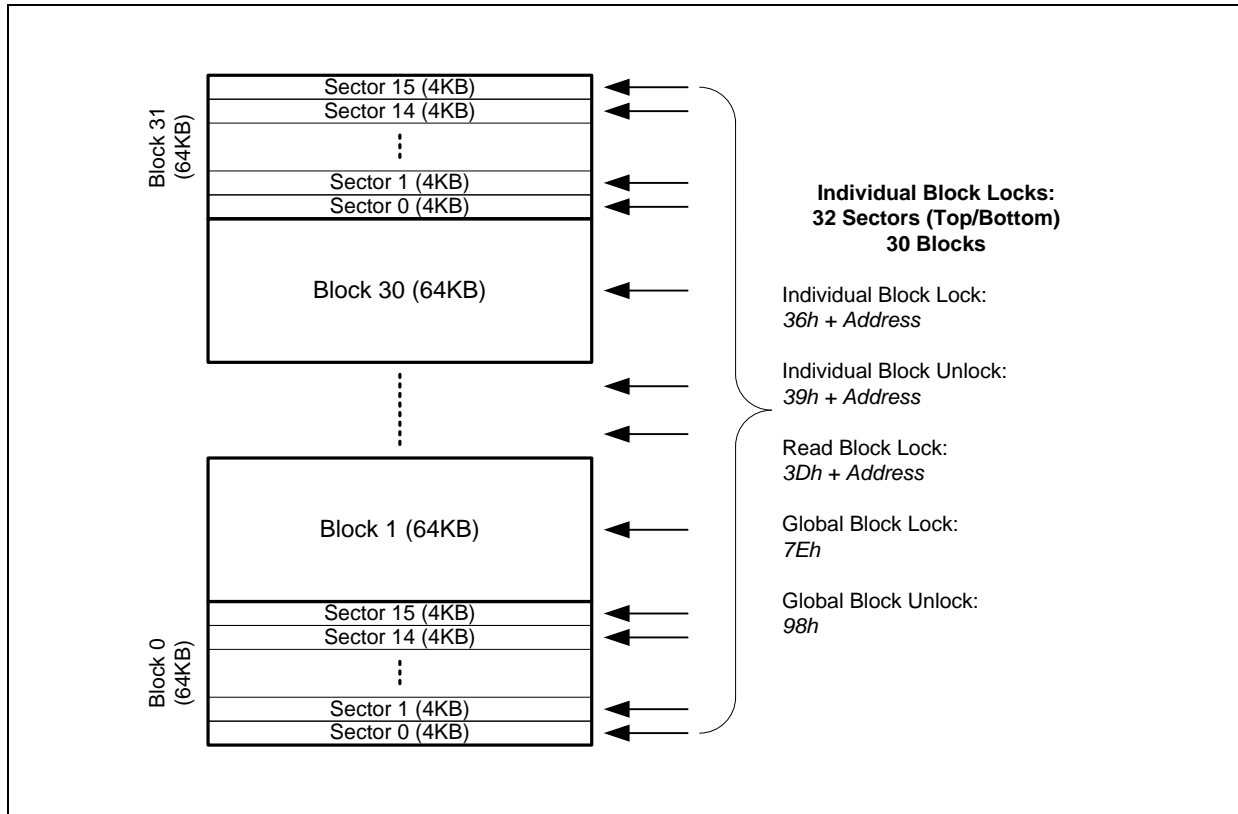 Block 31
(64KB)
Sector 15 (4KB)
Sector 14 (4KB)
Sector 1 (4KB)
Sector 0 (4KB)
Block 30 (64KB)
Block 1 (64KB)
Block 0
(64KB)
Sector 15 (4KB)
Sector 14 (4KB)
Sector 1 (4KB)
Sector 0 (4KB)
Individual Block Locks:
32 Sectors (Top/Bottom)
30 Blocks
Individual Block Lock:
36h + Address
Individual Block Unlock:
39h + Address
Read Block Lock:
3Dh + Address
Global Block Lock:
7Eh
Global Block Unlock:
98h